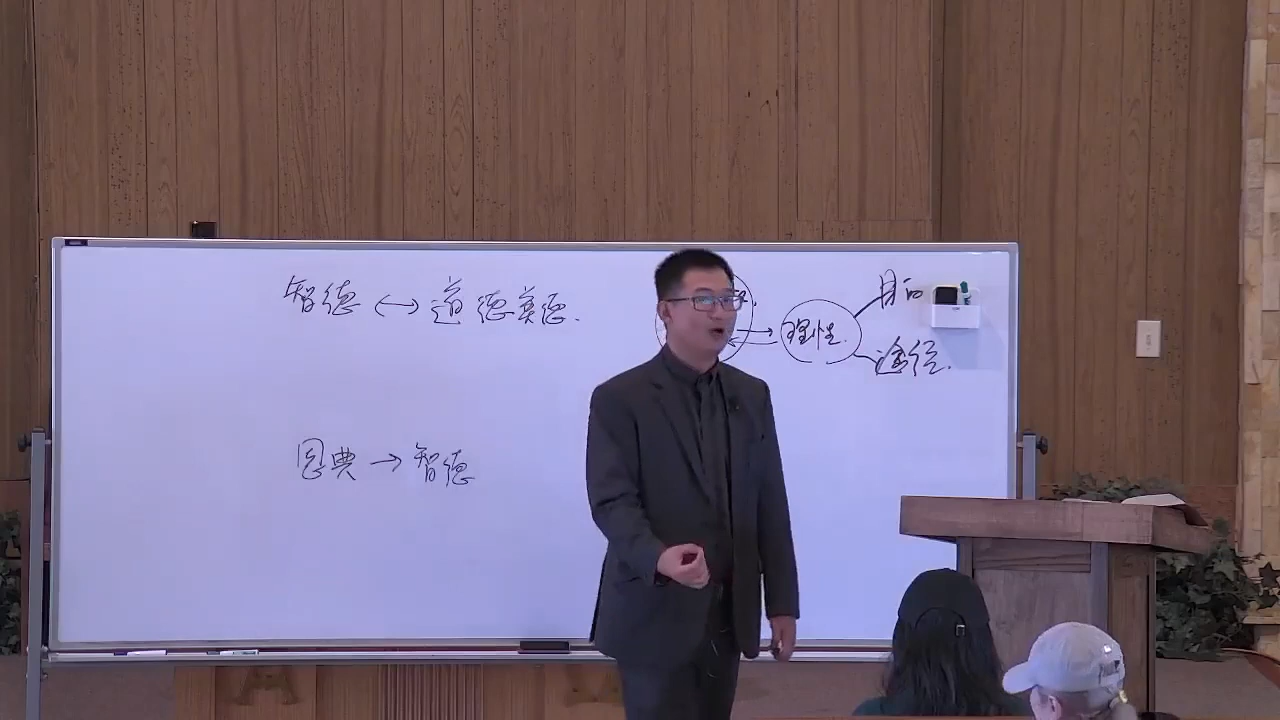 智德 ↔ 道德美德.
理性.
目的
途径.
恩典 → 智德